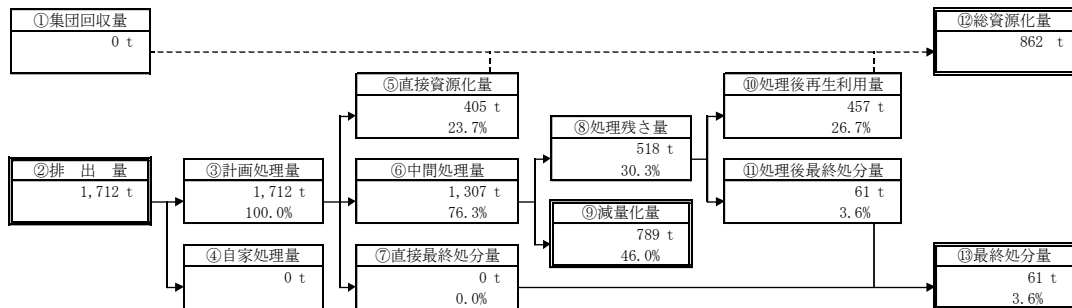 ①集団回収量
0 t
⑫総資源化量
862 t
⑤直接資源化量
405 t
23.7%
⑩処理後再生利用量
457 t
26.7%
⑧処理残さ量
518 t
30.3%
②排 出 量
1,712 t
③計画処理量
1,712 t
100.0%
⑥中間処理量
1,307 t
76.3%
⑪処理後最終処分量
61 t
3.6%
⑨減量化量
789 t
46.0%
④自家処理量
0 t
⑦直接最終処分量
0 t
0.0%
⑬最終処分量
61 t
3.6%